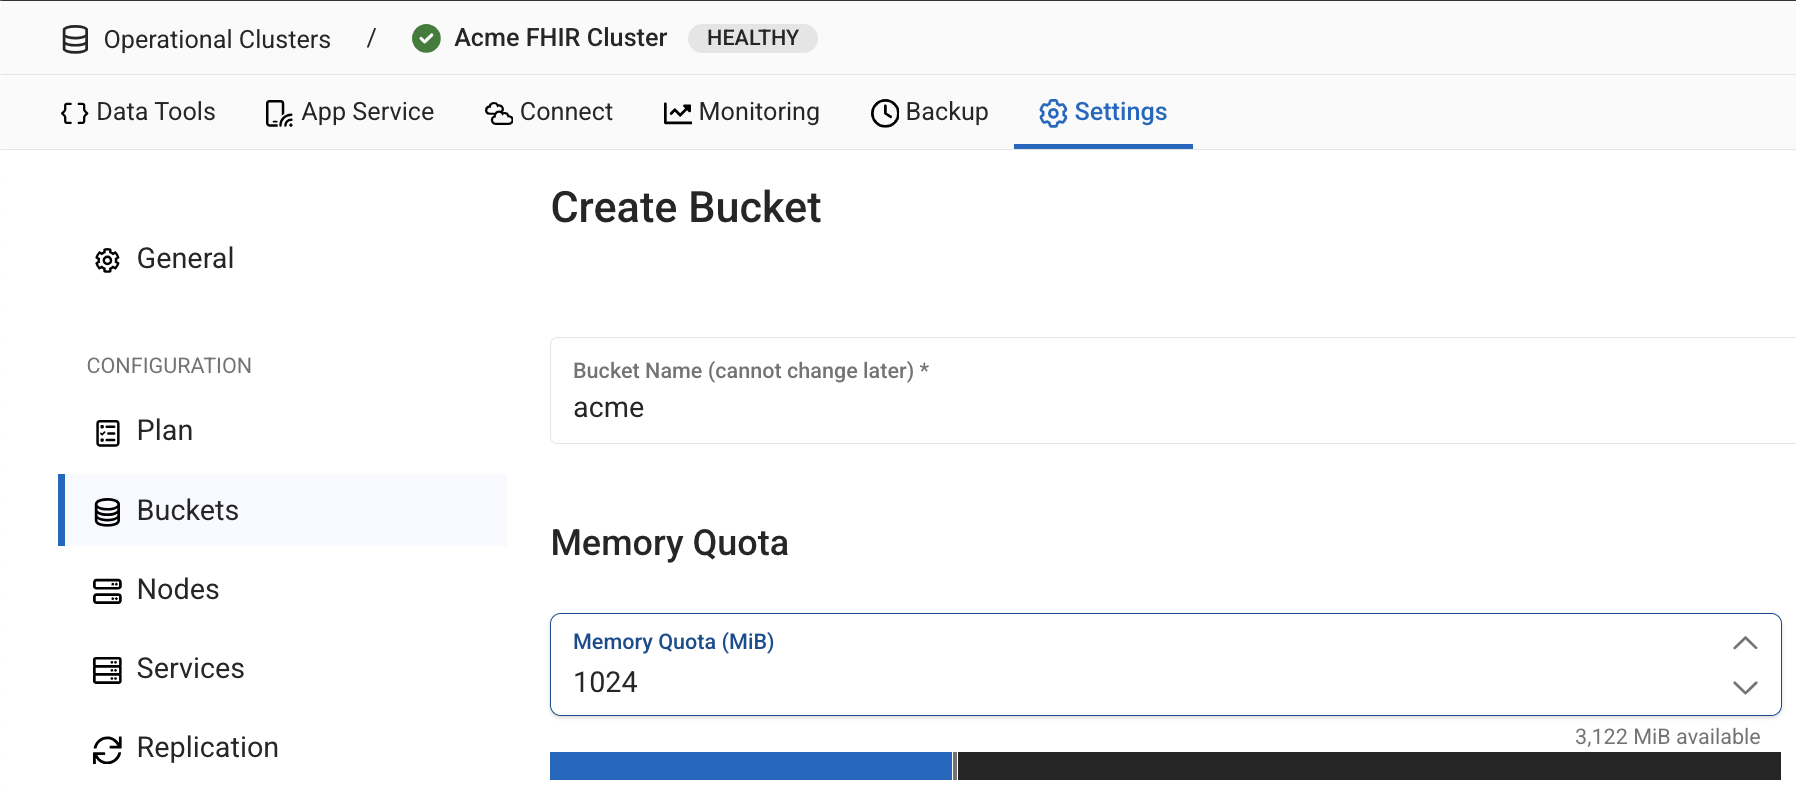 Operational Clusters / Acme FHIR Cluster HEALTHY
Data Tools App Service Connect Monitoring Backup Settings
Create Bucket
General
CONFIGURATION
Plan
Buckets
Nodes
Services
Replication
Bucket Name (cannot change later) *
acme
Memory Quota
Memory Quota (MiB)
1024
3,122 MiB available